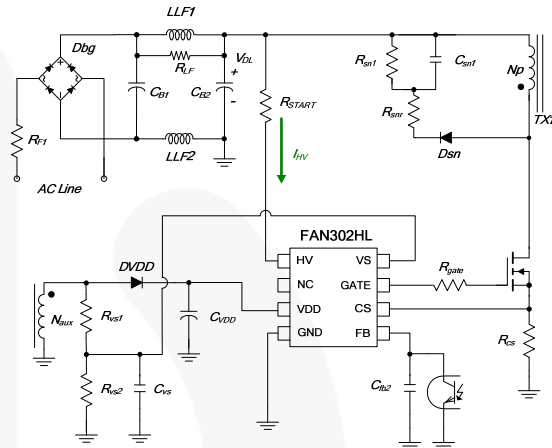 LLF1
Dbg
RLF
VDL
+
-
CB1
CB2
RSTART
Rsn1
Csn1
Np
Rsnr
TX1
Dsn
RF1
LLF2
AC Line
IHV
FAN302HL
HV
VS
NC
GATE
Rgate
VDD
CS
GND
FB
DVDD
Naux
Rvs1
CVDD
Rcs
Rvs2
Cvs
Cfb2